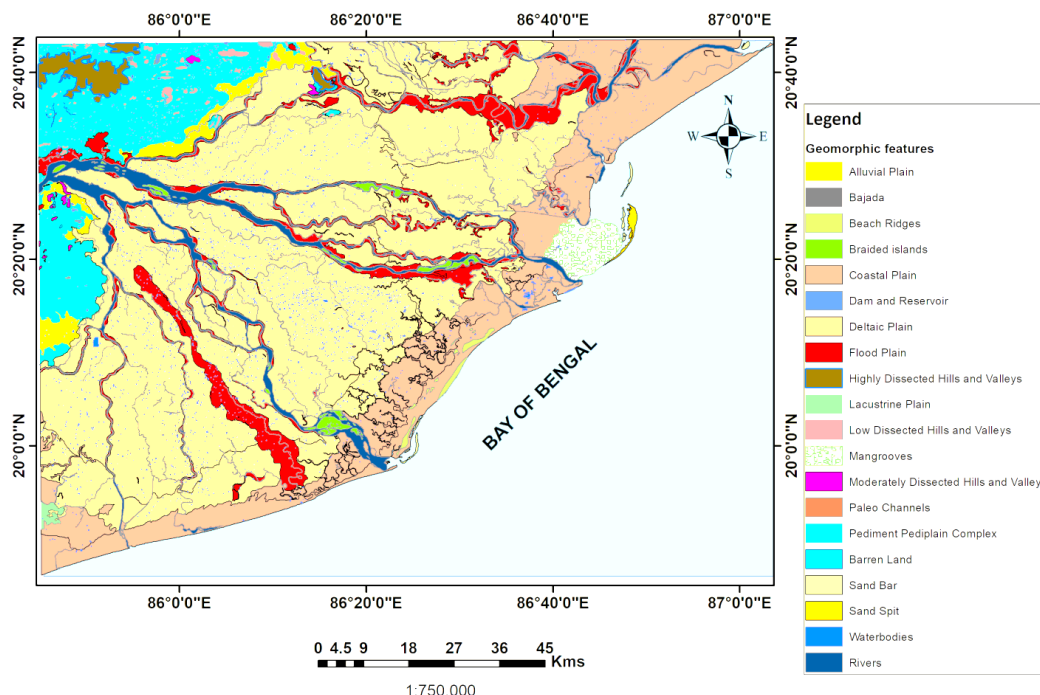 86°0'0"E 86°20'0"E 86°40'0"E 87°0'0"E
20°40'0"N
20°20'0"N
20°0'0"N
20°40'0"N
20°20'0"N
20°0'0"N
N
W E
S
BAY OF BENGAL
86°0'0"E 86°20'0"E 86°40'0"E 87°0'0"E
0 4.5 9 18 27 36 45
Kms
1:750,000
Legend
Geomorphic features
Alluvial Plain
Bajada
Beach Ridges
Braided islands
Coastal Plain
Dam and Reservoir
Deltaic Plain
Flood Plain
Highly Dissected Hills and Valleys
Lacustrine Plain
Low Dissected Hills and Valleys
Mangrooves
Moderately Dissected Hills and Valley
Paleo Channels
Pediment Pediplain Complex
Barren Land
Sand Bar
Sand Spit
Waterbodies
Rivers